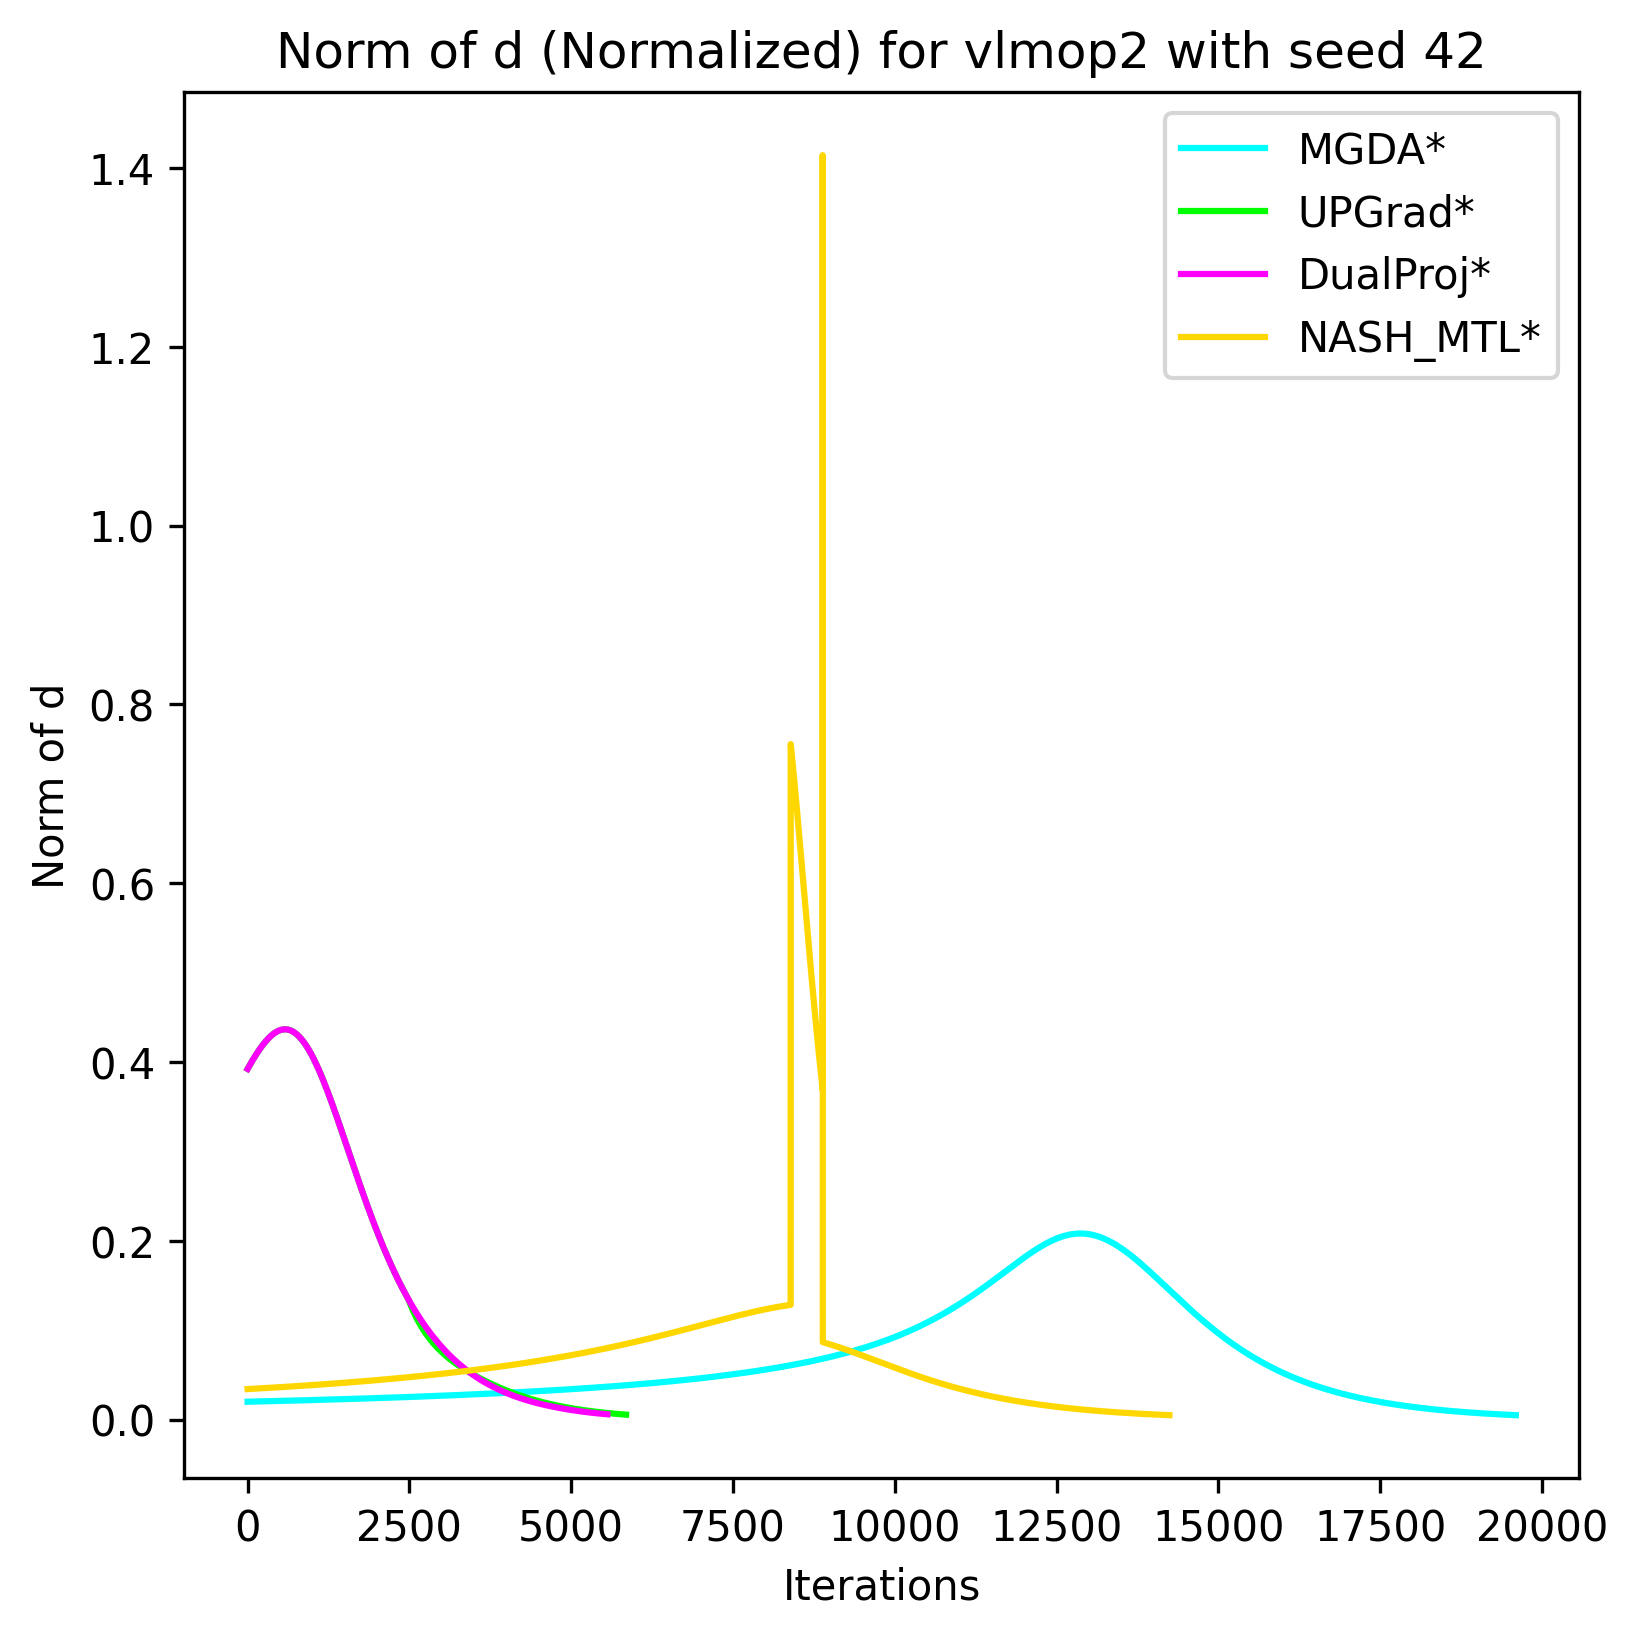 Norm of d (Normalized) for vlmop2 with seed 42
MGDA*
UPGrad*
DualProj*
NASH_MTL*
Norm of d
1.4
1.2
1.0
0.8
0.6
0.4
0.2
0.0
0 2500 5000 7500 10000 12500 15000 17500 20000
Iterations